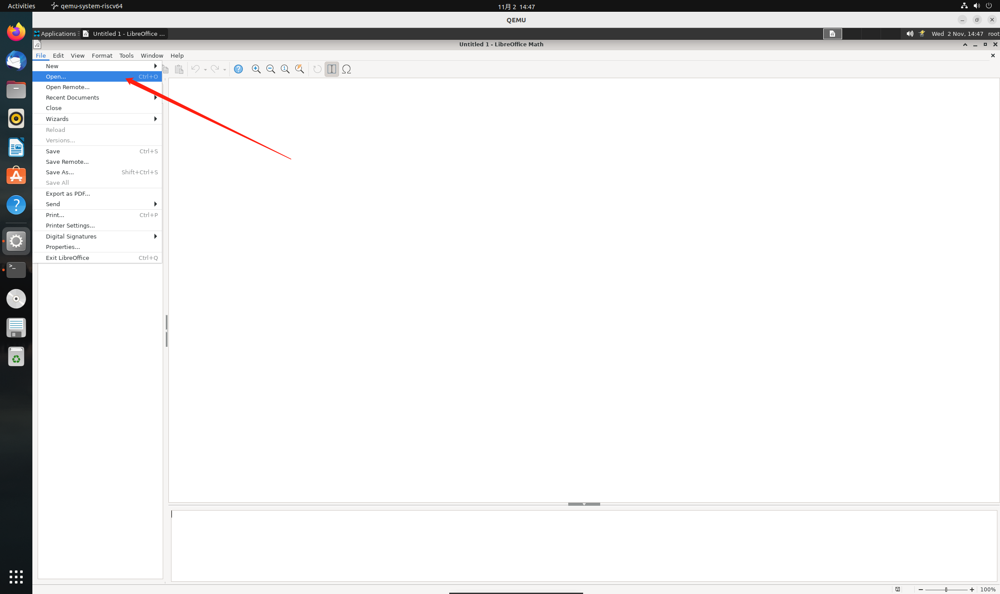 Activities qemu-system-riscv64 11月 2 14:47
QEMU
Applications Untitled 1 - LibreOffice ... Wed 2 Nov, 14:47 root
Untitled 1 - LibreOffice Math
File Edit View Format Tools Window Help
New
Open... Ctrl+O
Open Remote...
Recent Documents
Close
Wizards
Reload
Versions...
Save Ctrl+S
Save Remote...
Save As... Shift+Ctrl+S
Save All
Export as PDF...
Send
Print... Ctrl+P
Printer Settings...
Digital Signatures
Properties...
Exit LibreOffice Ctrl+Q
100%